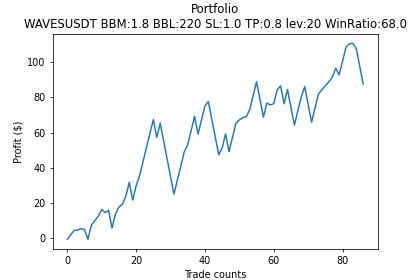 Portfolio
WAVESUSDT BBM:1.8 BBL:220 SL:1.0 TP:0.8 lev:20 WinRatio:68.0
100
80
60
40
20
0
Profit ($)
0 20 40 60 80
Trade counts